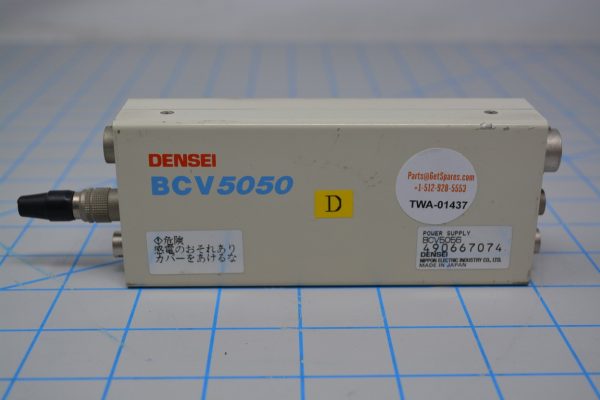 DENSEI
BCV5050
D
Parts@GetSpares.com
+1-512-920-5553
TWA-01437
危険
感電のおそれあり
カバーをあけるな
POWER SUPPLY
BCV5055
490667074
DENSEI
NIPPON ELECTRIC INDUSTRY CO., LTD.
MADE IN JAPAN